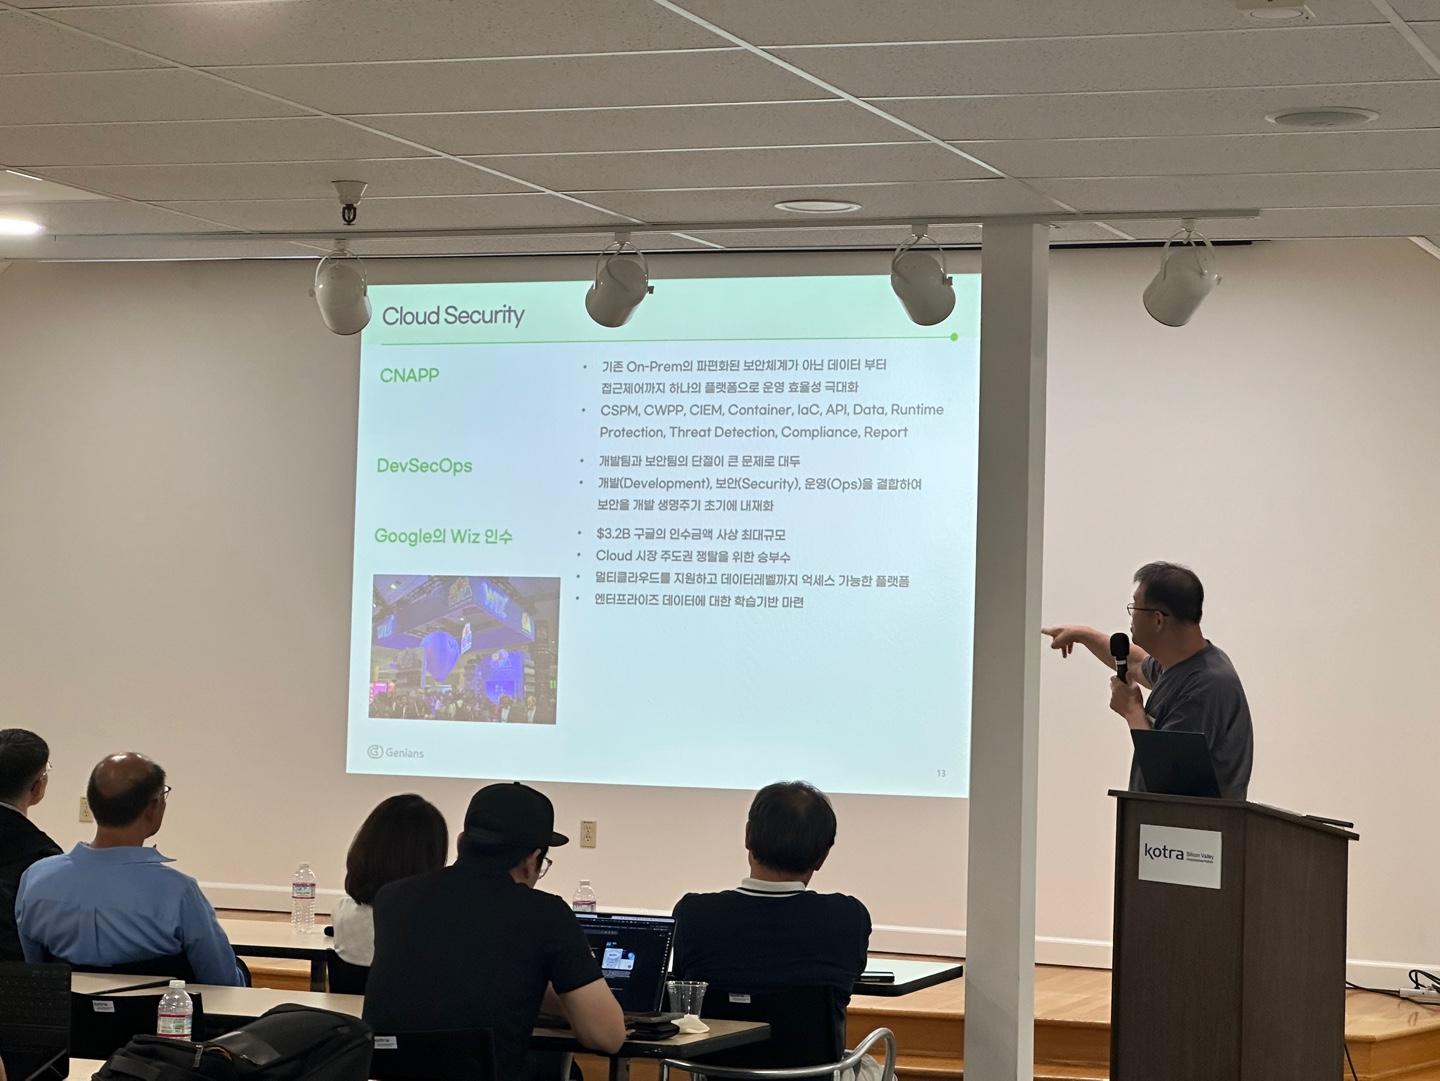 Cloud Security
CNAPP
• 기존 On-Prem의 파편화된 보안체계가 아닌 데이터 부터
접근제어까지 하나의 플랫폼으로 운영 효율성 극대화
• CSPM, CWPP, CIEM, Container, IaC, API, Data, Runtime
Protection, Threat Detection, Compliance, Report
DevSecOps
• 개발팀과 보안팀의 단절이 큰 문제로 대두
• 개발(Development), 보안(Security), 운영(Ops)을 결합하여
보안을 개발 생명주기 초기에 내재화
Google의 Wiz 인수
• $3.2B 구글의 인수금액 사상 최대규모
• Cloud 시장 주도권 쟁탈을 위한 승부수
• 멀티클라우드를 지원하고 데이터레벨까지 억세스 가능한 플랫폼
• 엔터프라이즈 데이터에 대한 학습기반 마련
WIZ
Genians
13
kotra Silicon Valley